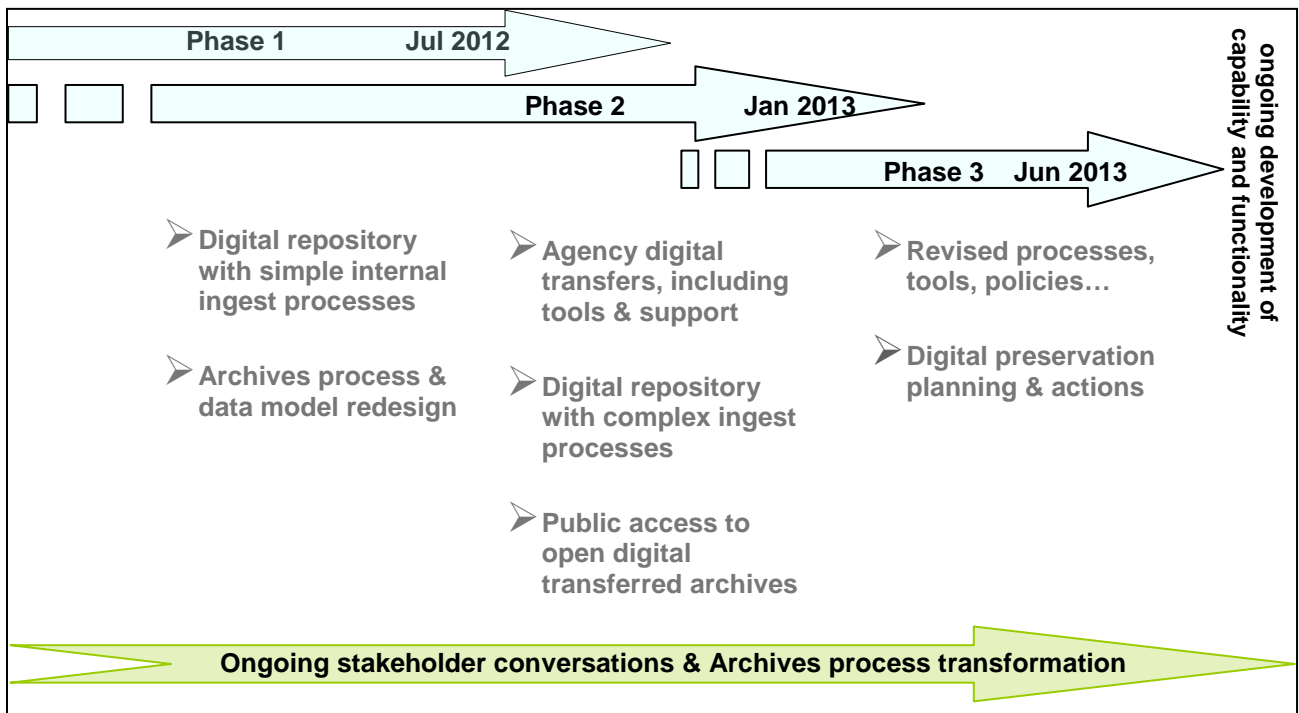 Phase 1 Jul 2012
Phase 2 Jan 2013
Phase 3 Jun 2013
ongoing development of
capability and functionality
Digital repository
with simple internal
ingest processes
Archives process &
data model redesign
Agency digital
transfers, including
tools & support
Digital repository
with complex ingest
processes
Public access to
open digital
transferred archives
Revised processes,
tools, policies…
Digital preservation
planning & actions
Ongoing stakeholder conversations & Archives process transformation